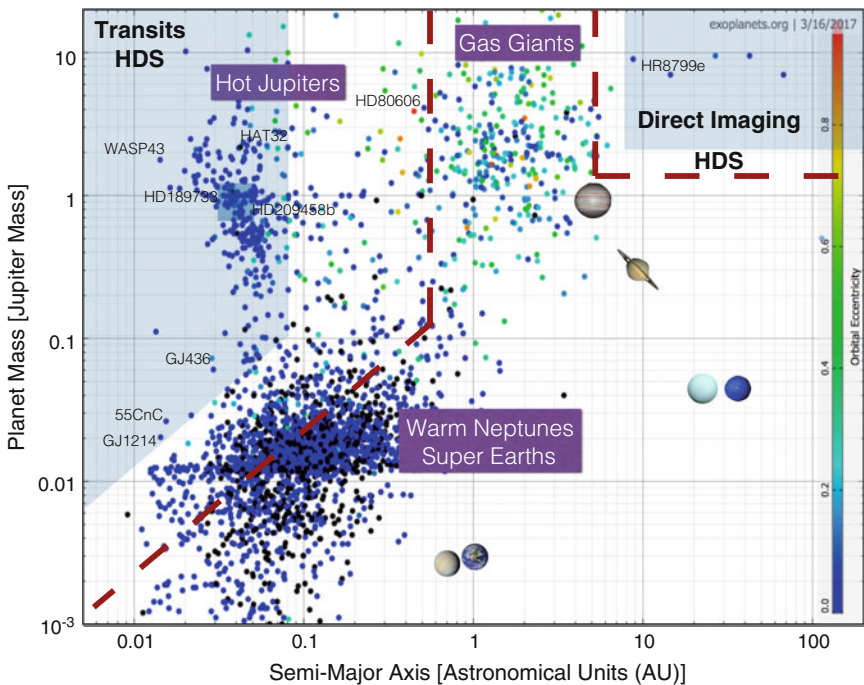 exoplanets.org | 3/16/2017
Transits
HDS
Hot Jupiters
Gas Giants
HD80606
HR8799e
Direct Imaging
HDS
HAT32
WASP43
HD189733
HD209458b
GJ436
55CnC
GJ1214
Warm Neptunes
Super Earths
Planet Mass [Jupiter Mass]
10
1
0.1
0.01
10-3
0.01
0.1
1
10
100
Semi-Major Axis [Astronomical Units (AU)]
0.8
0.6
0.4
0.2
0.0
Orbital Eccentricity